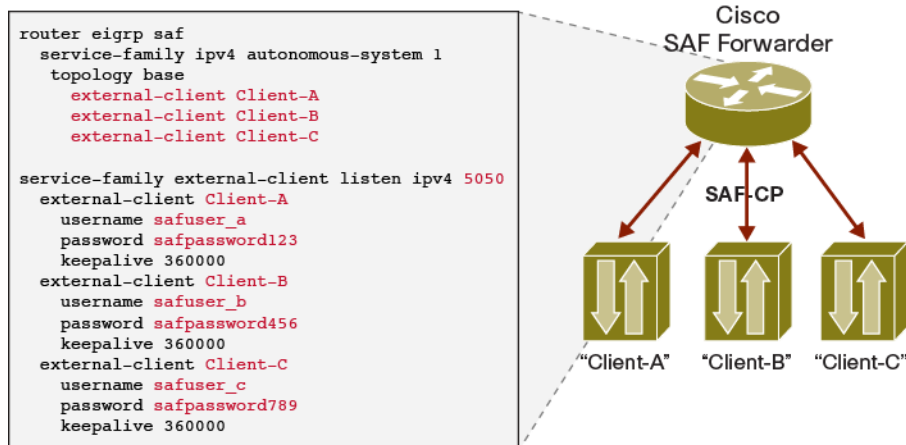 router eigrp saf
service-family ipv4 autonomous-system 1
topology base
external-client Client-A
external-client Client-B
external-client Client-C
service-family external-client listen ipv4 5050
external-client Client-A
username safuser_a
password safpassword123
keepalive 360000
external-client Client-B
username safuser_b
password safpassword456
keepalive 360000
external-client Client-C
username safuser_c
password safpassword789
keepalive 360000
Cisco
SAF Forwarder
SAF-CP
“Client-A”
“Client-B”
“Client-C”